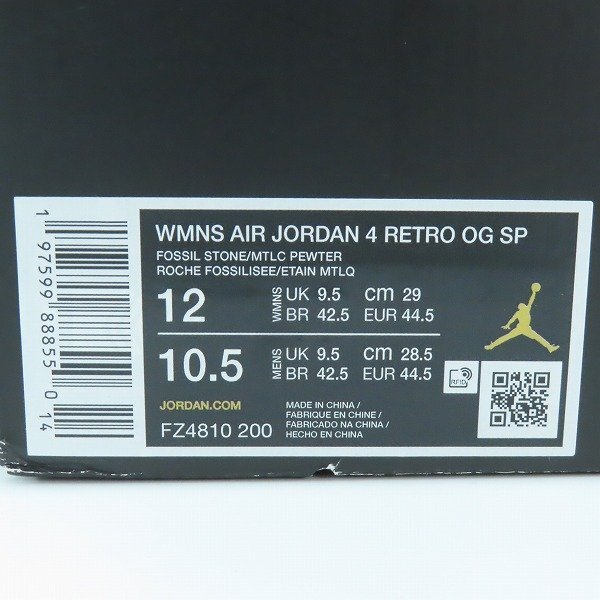 WMNS AIR JORDAN 4 RETRO OG SP
FOSSIL STONE/MTLC PEWTER
ROCHE FOSSILISEE/ETAIN MTLQ
12 WMNS UK 9.5 cm 29
BR 42.5 EUR 44.5
10.5 MENS UK 9.5 cm 28.5
BR 42.5 EUR 44.5
JORDAN.COM
FZ4810 200
MADE IN CHINA /
FABRIQUE EN CHINE /
FABRICADO NA CHINA /
HECHO EN CHINA
RFID
1 97599 88855 014